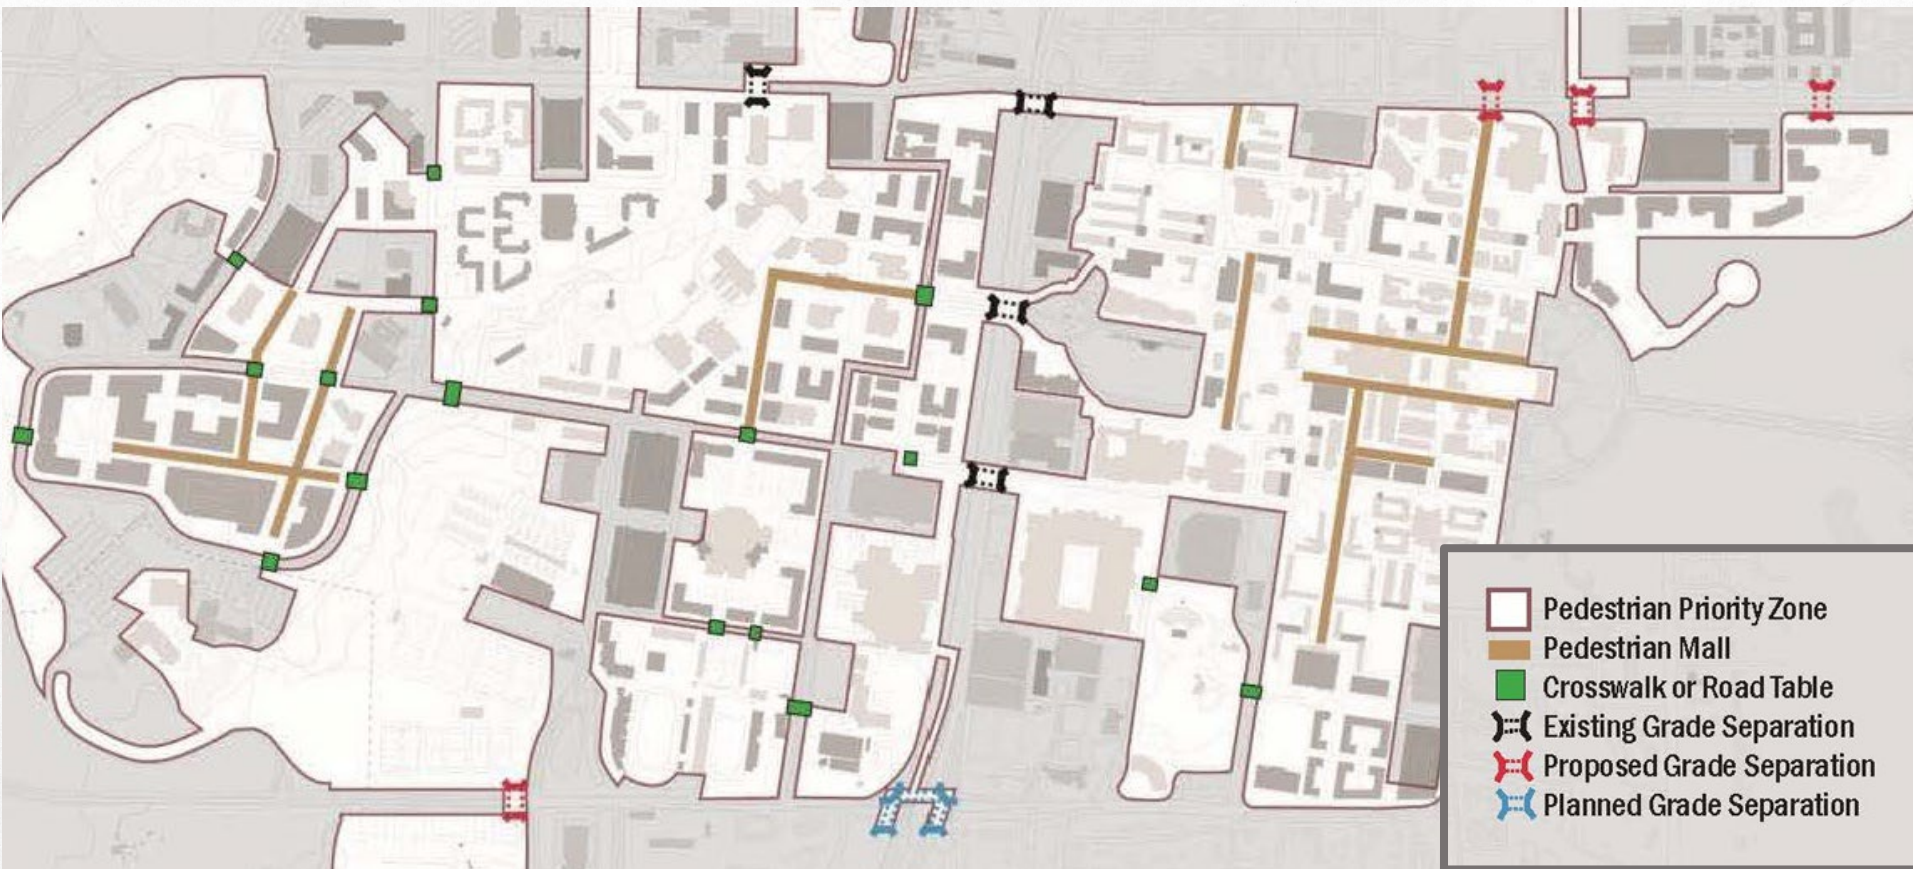 Pedestrian Priority Zone
Pedestrian Mall
Crosswalk or Road Table
Existing Grade Separation
Proposed Grade Separation
Planned Grade Separation